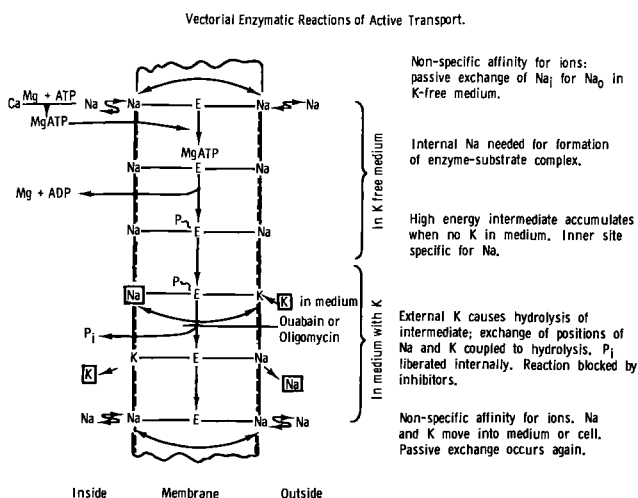 Vectorial Enzymatic Reactions of Active Transport.
Non-specific affinity for ions:
passive exchange of Naᵢ for Naₒ in
K-free medium.
Mg + ATP
Ca
Na
Na
E
Na
Na
MgATP
MgATP
Internal Na needed for formation
of enzyme-substrate complex.
Na
E
Na
Mg + ADP
In K free medium
High energy intermediate accumulates
when no K in medium. Inner site
specific for Na.
P
Na
E
Na
P
Na
E
K
K in medium
Ouabain or
Oligomycin
Pᵢ
External K causes hydrolysis of
intermediate; exchange of positions of
Na and K coupled to hydrolysis. Pᵢ
liberated internally. Reaction blocked by
inhibitors.
In medium with K
K
E
Na
K
Na
Na
Na
E
Na
Na
Non-specific affinity for ions. Na
and K move into medium or cell.
Passive exchange occurs again.
Inside Membrane Outside